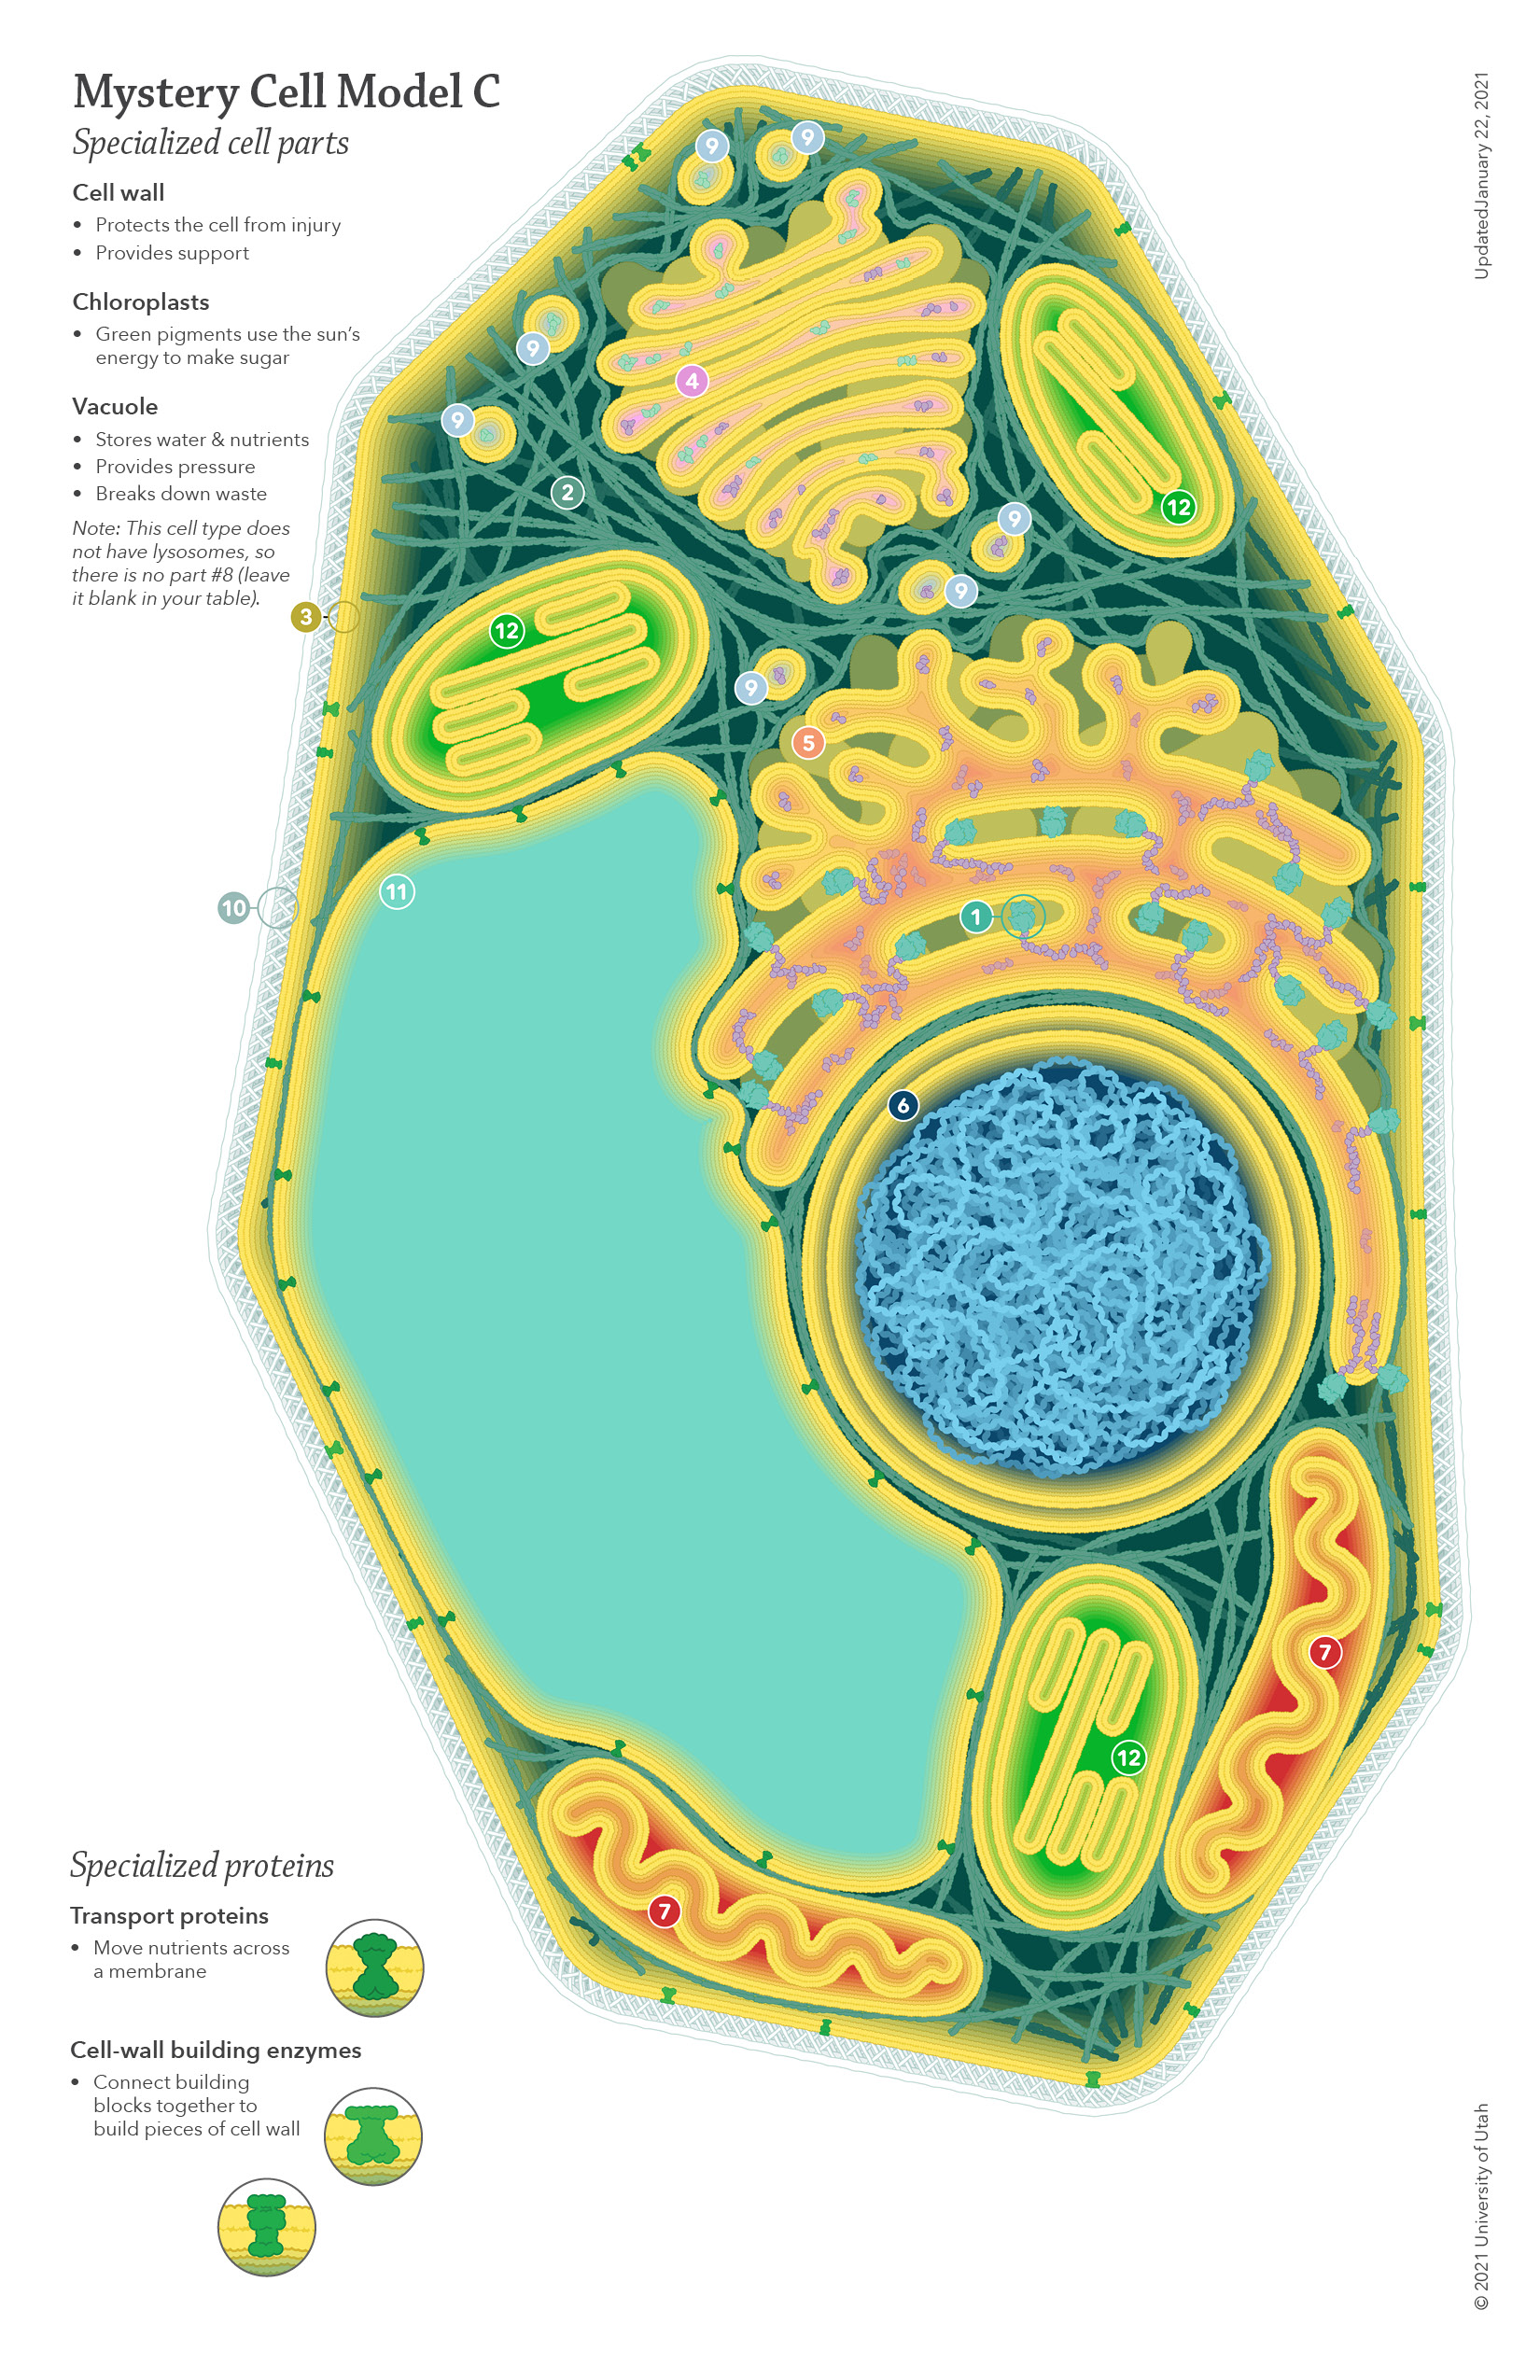 Mystery Cell Model C
Specialized cell parts
Cell wall
• Protects the cell from injury
• Provides support
Chloroplasts
• Green pigments use the sun’s
energy to make sugar
Vacuole
• Stores water & nutrients
• Provides pressure
• Breaks down waste
Note: This cell type does
not have lysosomes, so
there is no part #8 (leave
it blank in your table).
UpdatedJanuary 22, 2021
9
9
9
4
9
2
12
9
9
3
12
9
5
11
10
1
6
7
12
7
Specialized proteins
Transport proteins
• Move nutrients across
a membrane
Cell-wall building enzymes
• Connect building
blocks together to
build pieces of cell wall
© 2021 University of Utah